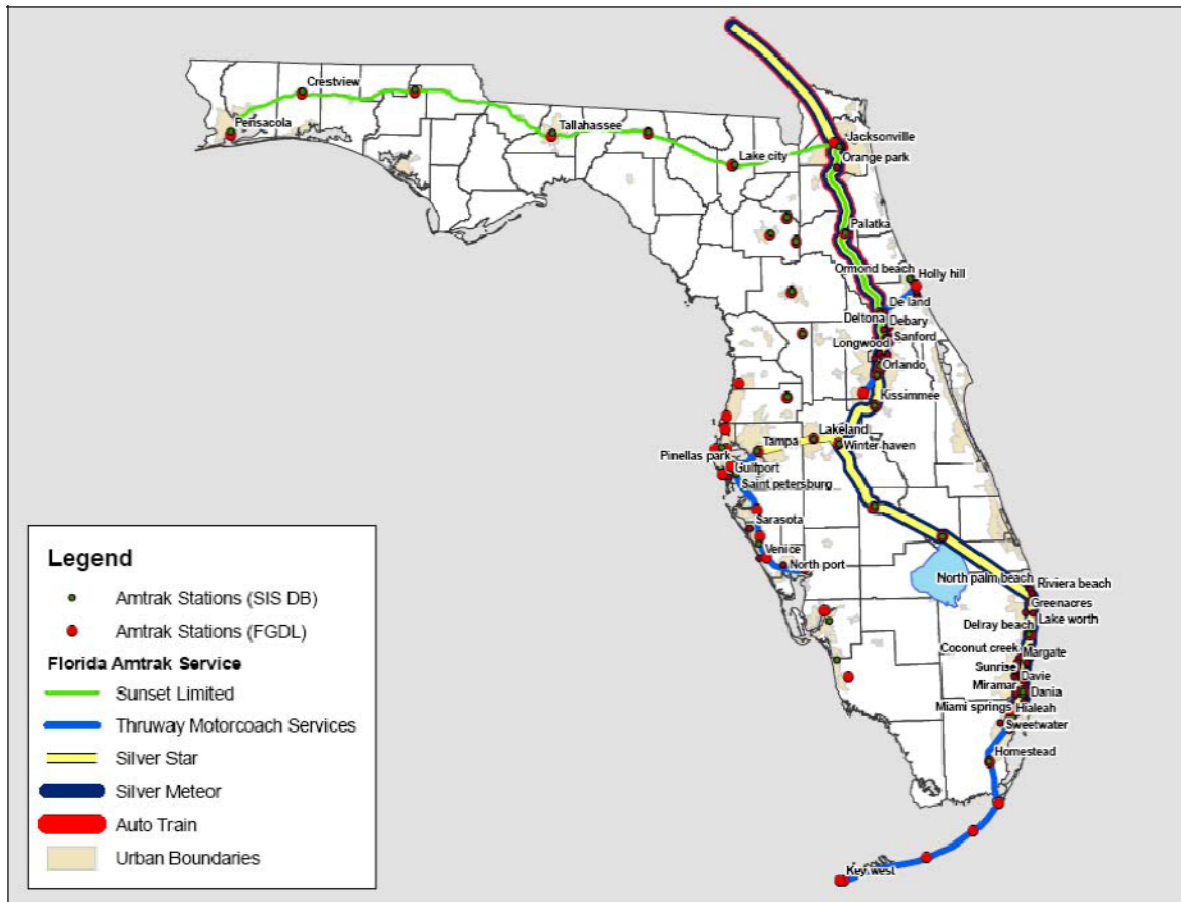 Crestview
Pensacola
Tallahassee
Lake city
Jacksonville
Orange park
Pallatka
Ormond beach
Holly hill
De land
Deltona
Debary
Sanford
Longwood
Orlando
Kissimmee
Lakeland
Tampa
Winter haven
Pinellas park
Gulfport
Saint petersburg
Sarasota
Venice
North port
North palm beach
Riviera beach
Greenacres
Lake worth
Delray beach
Coconut creek
Margate
Sunrise
Davie
Miramar
Dania
Miami springs
Hialeah
Sweetwater
Homestead
Key west
Legend
Amtrak Stations (SIS DB)
Amtrak Stations (FGDL)
Florida Amtrak Service
Sunset Limited
Thruway Motorcoach Services
Silver Star
Silver Meteor
Auto Train
Urban Boundaries